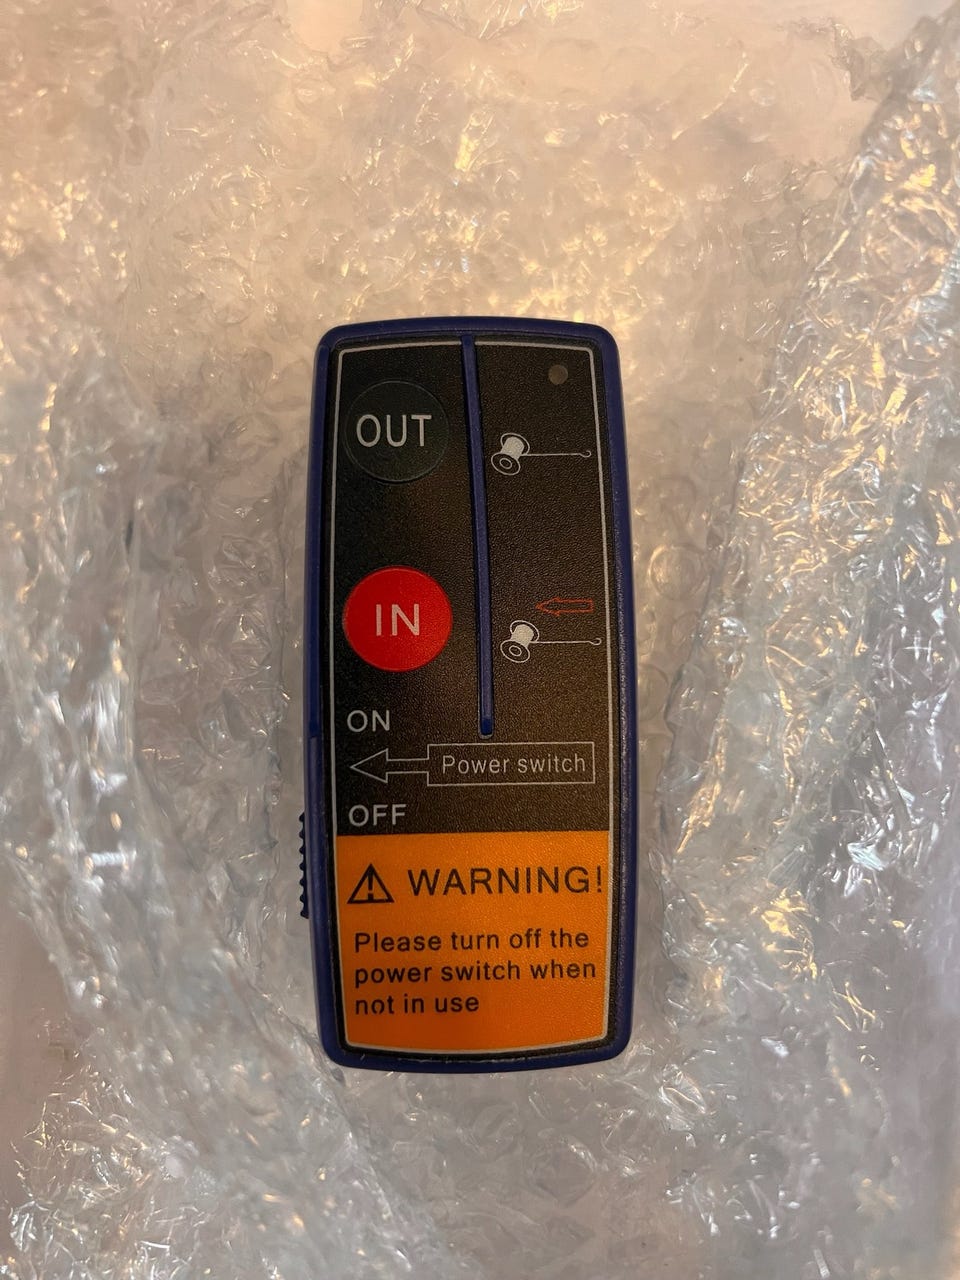 OUT
IN
ON
Power switch
OFF
WARNING!
Please turn off the
power switch when
not in use